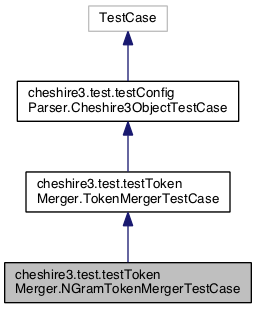 TestCase
cheshire3.test.testConfig
Parser.Cheshire3ObjectTestCase
cheshire3.test.testToken
Merger.TokenMergerTestCase
cheshire3.test.testToken
Merger.NGramTokenMergerTestCase